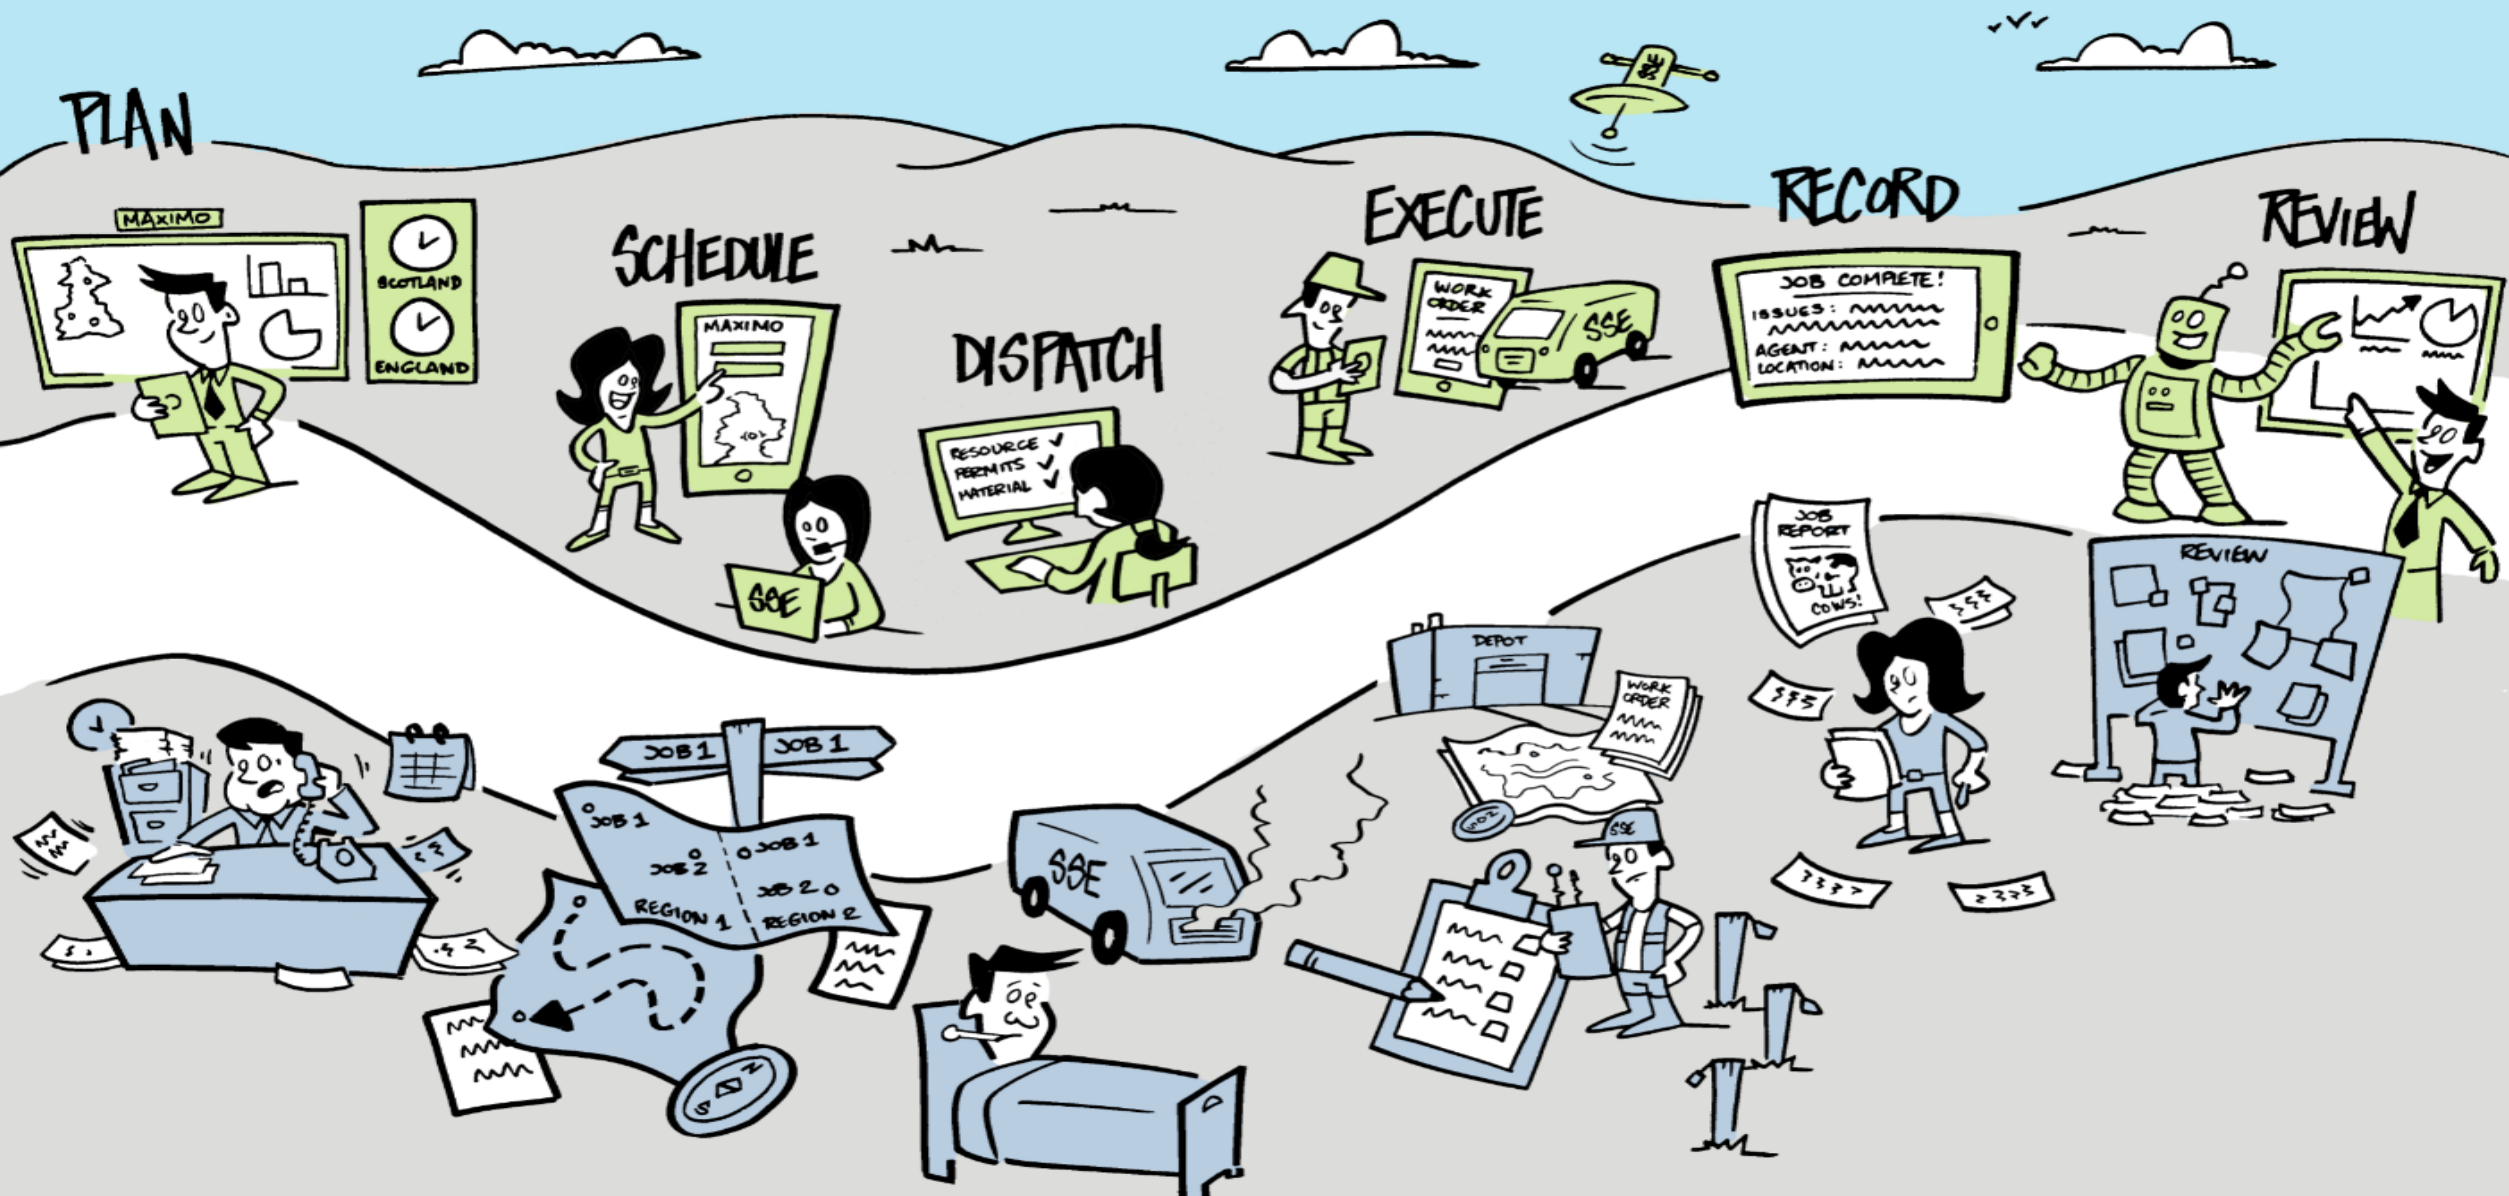 PLAN
MAXIMO
SCOTLAND
ENGLAND
SCHEDULE
MAXIMO
SSE
DISPATCH
RESOURCE ✓
PERMITS ✓
MATERIAL ✓
EXECUTE
WORK
ORDER
SSE
RECORD
JOB COMPLETE!
ISSUES:
AGENT:
LOCATION:
REVIEW
JOB 1
JOB 1
JOB 1
JOB 2
REGION 1
JOB 1
JOB 2
REGION 2
S
N
SSE
DEPOT
WORK
ORDER
SSE
JOB
REPORT
COWS!
REVIEW